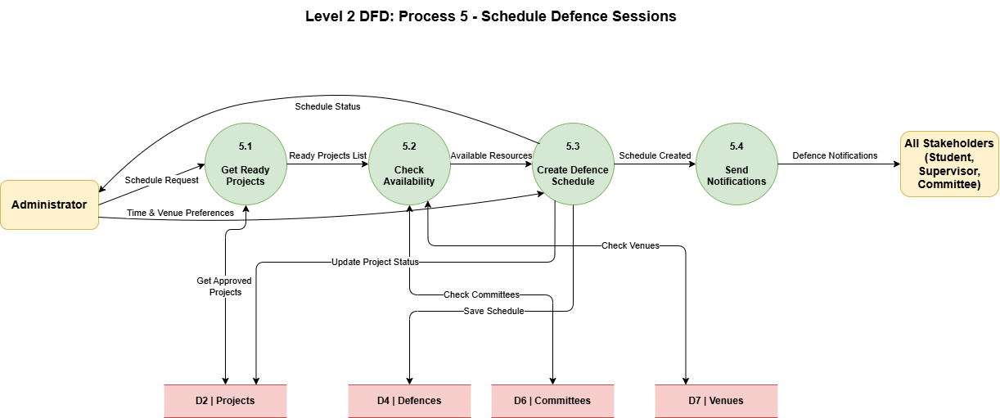 Level 2 DFD: Process 5 - Schedule Defence Sessions
Schedule Status
5.1
Get Ready
Projects
Ready Projects List
5.2
Check
Availability
Available Resources
5.3
Create Defence
Schedule
Schedule Created
5.4
Send
Notifications
Defence Notifications
All Stakeholders
(Student,
Supervisor,
Committee)
Schedule Request
Administrator
Time & Venue Preferences
Check Venues
Update Project Status
Get Approved
Projects
Check Committees
Save Schedule
D2 | Projects
D4 | Defences
D6 | Committees
D7 | Venues